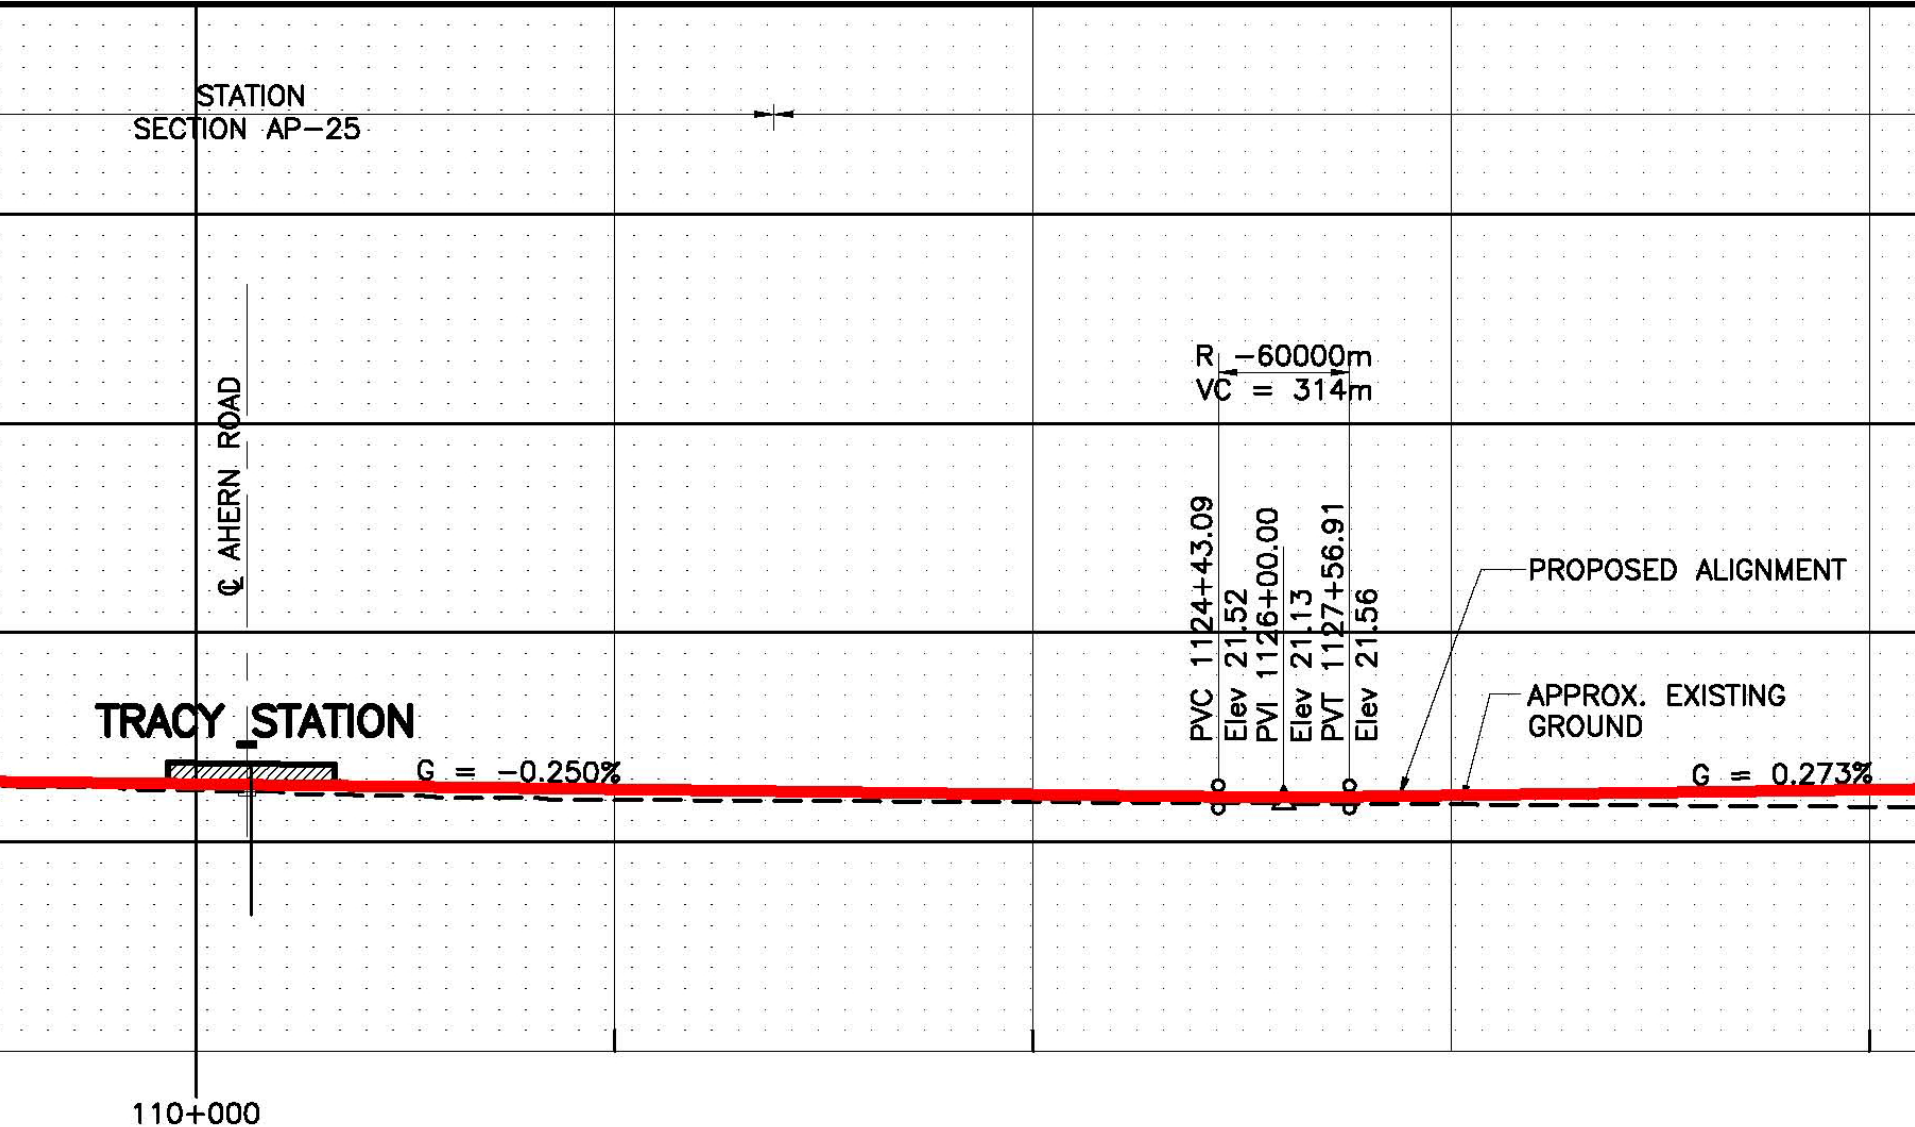 STATION
SECTION AP-25
R -60000m
VC = 314m
℄ AHERN ROAD
PVC 1124+43.09
Elev 21.52
PVI 1126+00.00
Elev 21.13
PVT 1127+56.91
Elev 21.56
PROPOSED ALIGNMENT
APPROX. EXISTING
GROUND
TRACY STATION
G = -0.250%
G = 0.273%
110+000